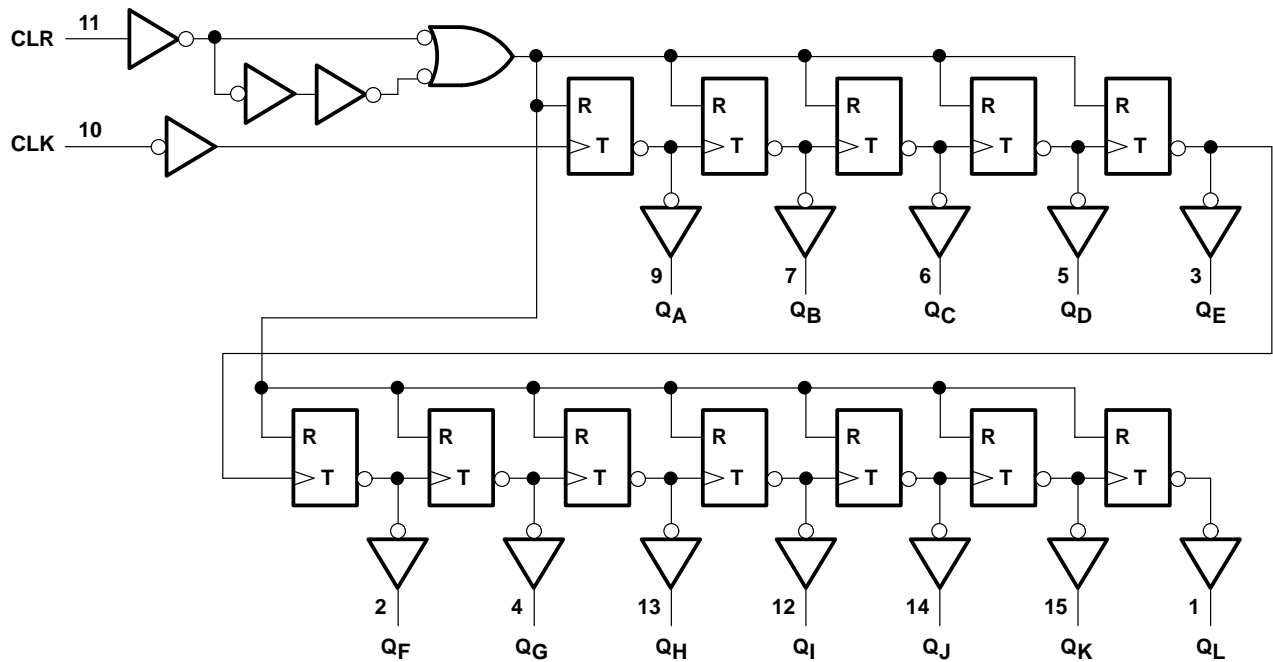 CLR 11
CLK 10
R R R R R
T T T T T
9 7 6 5 3
QA QB QC QD QE
R R R R R R R
T T T T T T T
2 4 13 12 14 15 1
QF QG QH QI QJ QK QL